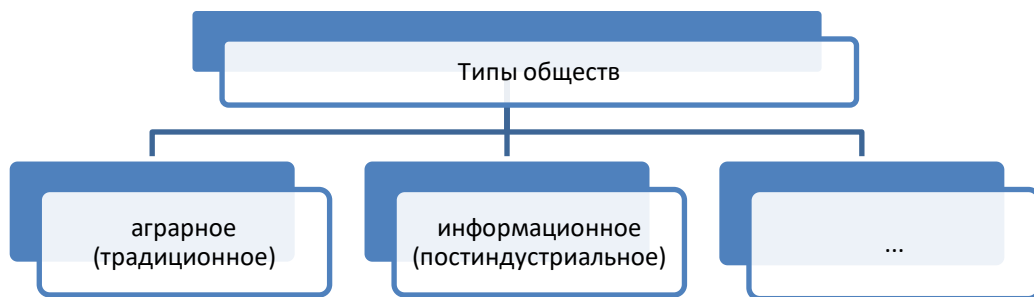 Типы обществ
аграрное
(традиционное)
информационное
(постиндустриальное)
...